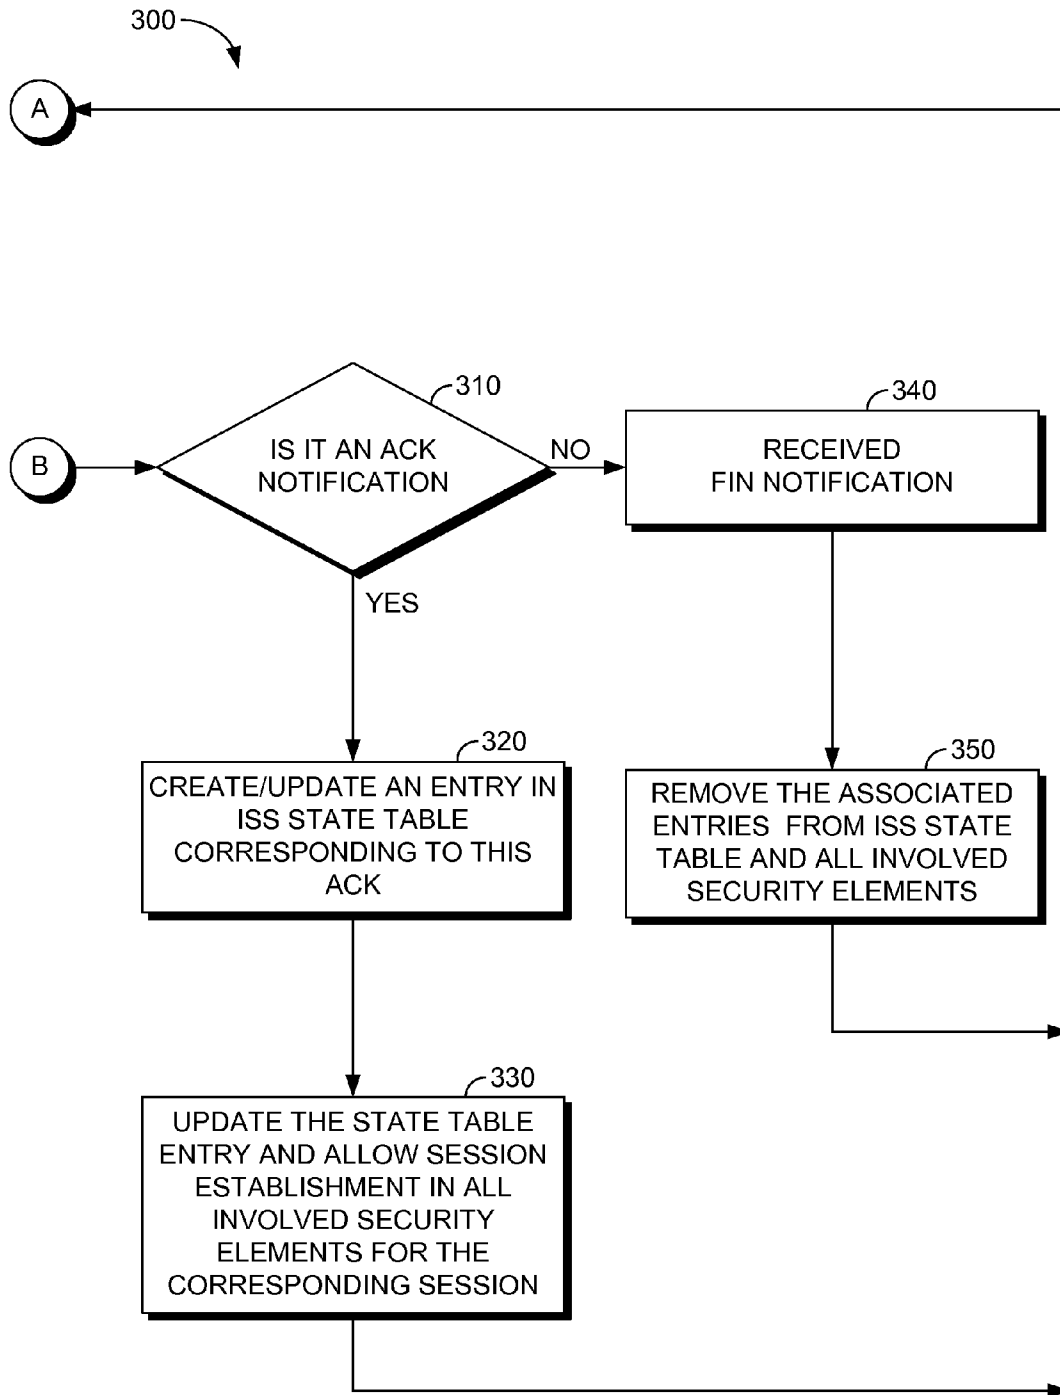 300
A
310
B
IS IT AN ACK
NOTIFICATION
NO
YES
340
RECEIVED
FIN NOTIFICATION
320
CREATE/UPDATE AN ENTRY IN
ISS STATE TABLE
CORRESPONDING TO THIS
ACK
350
REMOVE THE ASSOCIATED
ENTRIES FROM ISS STATE
TABLE AND ALL INVOLVED
SECURITY ELEMENTS
330
UPDATE THE STATE TABLE
ENTRY AND ALLOW SESSION
ESTABLISHMENT IN ALL
INVOLVED SECURITY
ELEMENTS FOR THE
CORRESPONDING SESSION